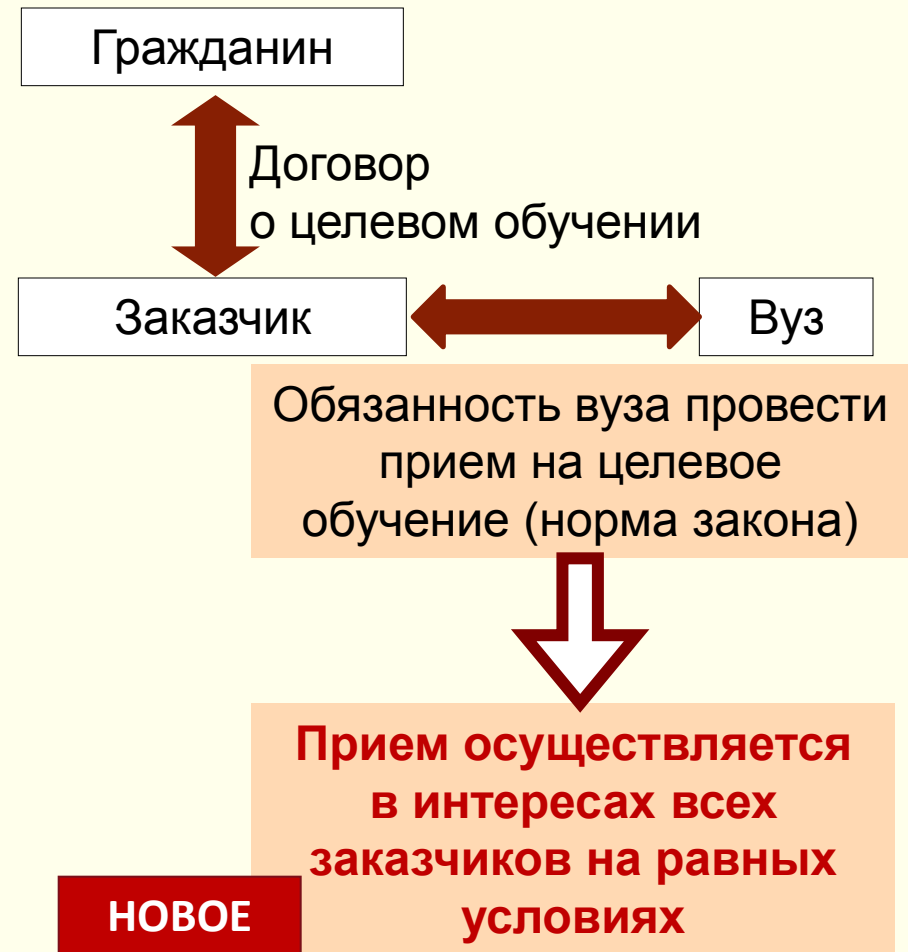 Гражданин
Договор
о целевом обучении
Заказчик
Вуз
Обязанность вуза провести
прием на целевое
обучение (норма закона)
Прием осуществляется
в интересах всех
заказчиков на равных
условиях
НОВОЕ